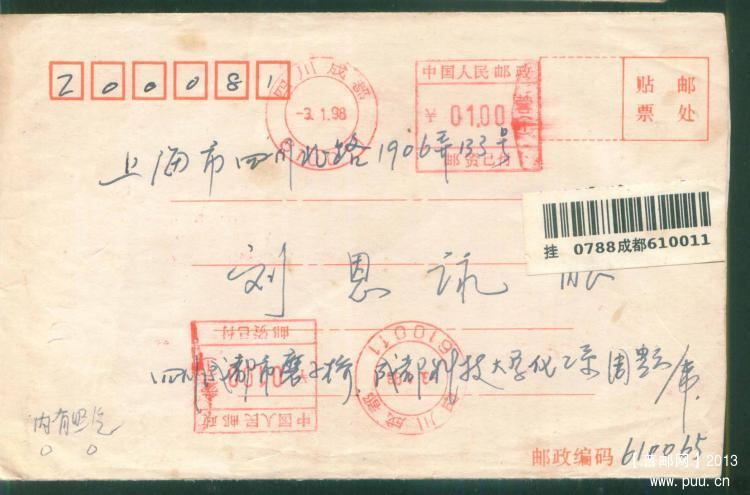 200081
四川成都
-3.1.98
中国人民邮政
¥ 01.00
邮资已付
贴邮
票处
上海市四川北路1906弄133号
挂 0788成都610011
刘恩 收
610011
四川成都
邮资已付
中国人民邮政
四川成都市磨子桥,成都科技大学化工系周
内有照片
邮政编码 610065
【西邮网】2013
www.puu.cn